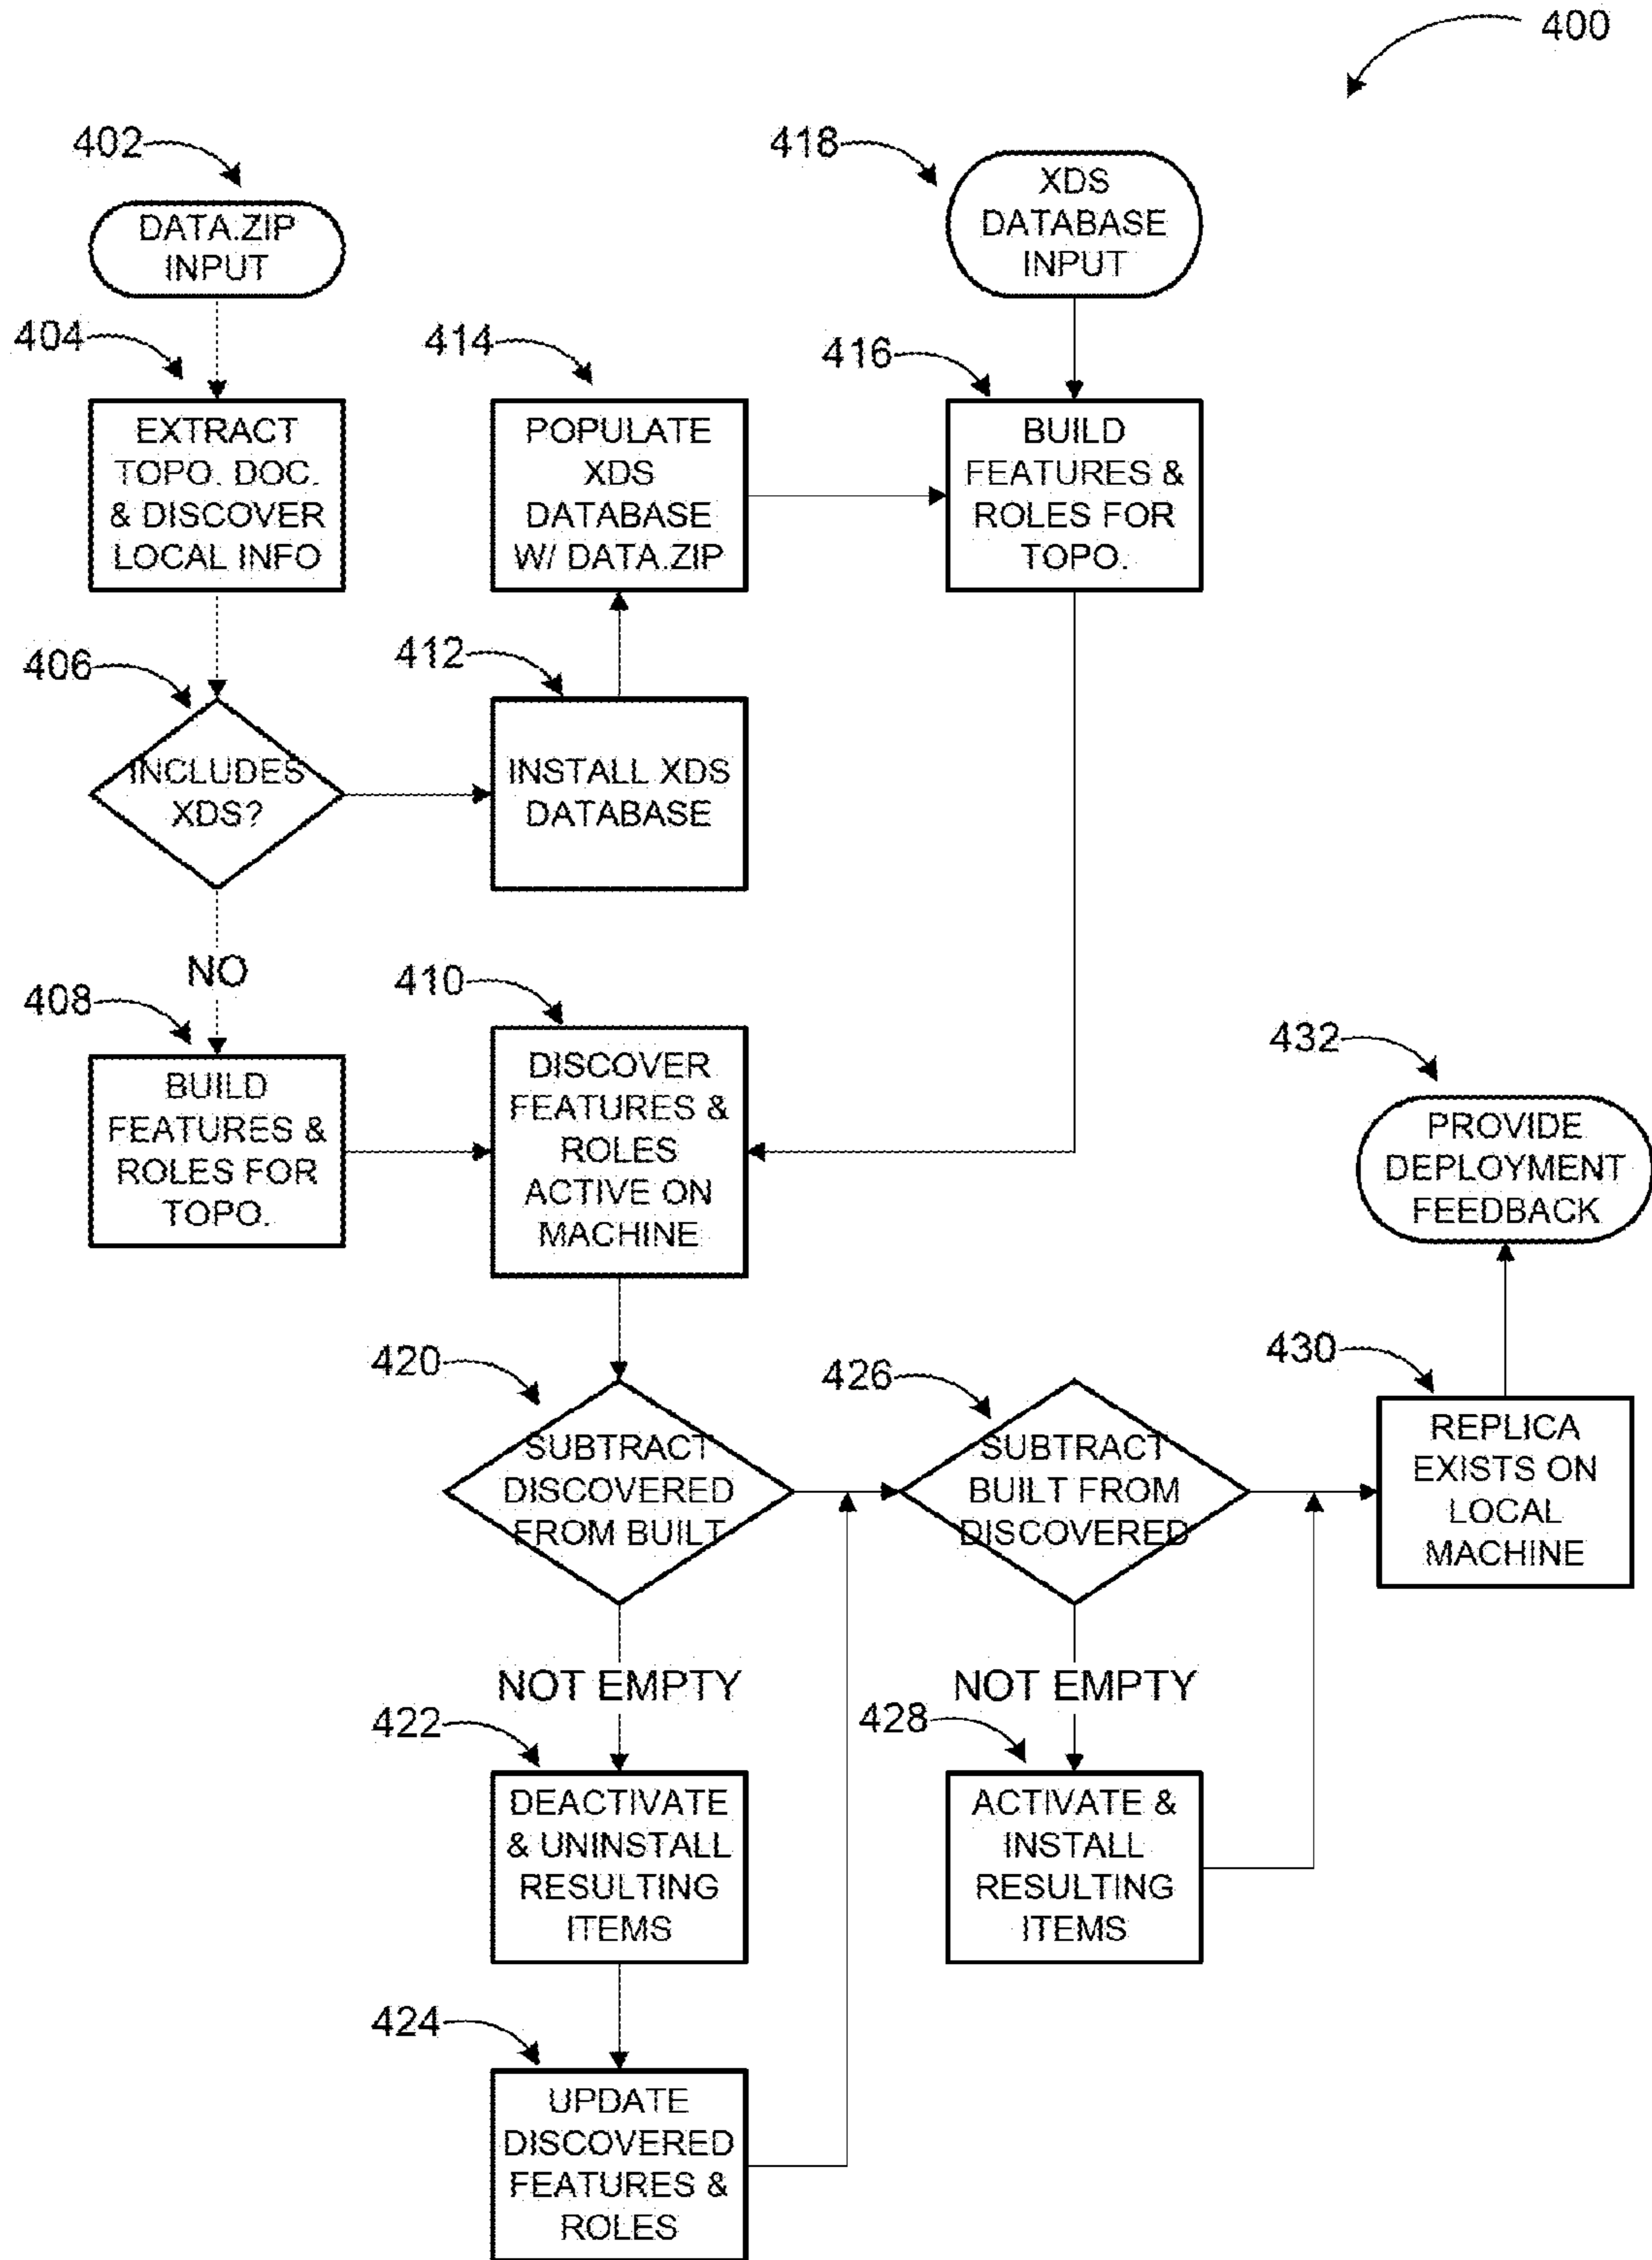 400
402
DATA.ZIP
INPUT
418
XDS
DATABASE
INPUT
404
EXTRACT
TOPO. DOC.
& DISCOVER
LOCAL INFO
414
POPULATE
XDS
DATABASE
W/ DATA.ZIP
416
BUILD
FEATURES &
ROLES FOR
TOPO.
406
INCLUDES
XDS?
412
INSTALL XDS
DATABASE
NO
408
BUILD
FEATURES &
ROLES FOR
TOPO.
410
DISCOVER
FEATURES &
ROLES
ACTIVE ON
MACHINE
432
PROVIDE
DEPLOYMENT
FEEDBACK
420
SUBTRACT
DISCOVERED
FROM BUILT
426
SUBTRACT
BUILT FROM
DISCOVERED
430
REPLICA
EXISTS ON
LOCAL
MACHINE
NOT EMPTY
NOT EMPTY
422
DEACTIVATE
& UNINSTALL
RESULTING
ITEMS
428
ACTIVATE &
INSTALL
RESULTING
ITEMS
424
UPDATE
DISCOVERED
FEATURES &
ROLES